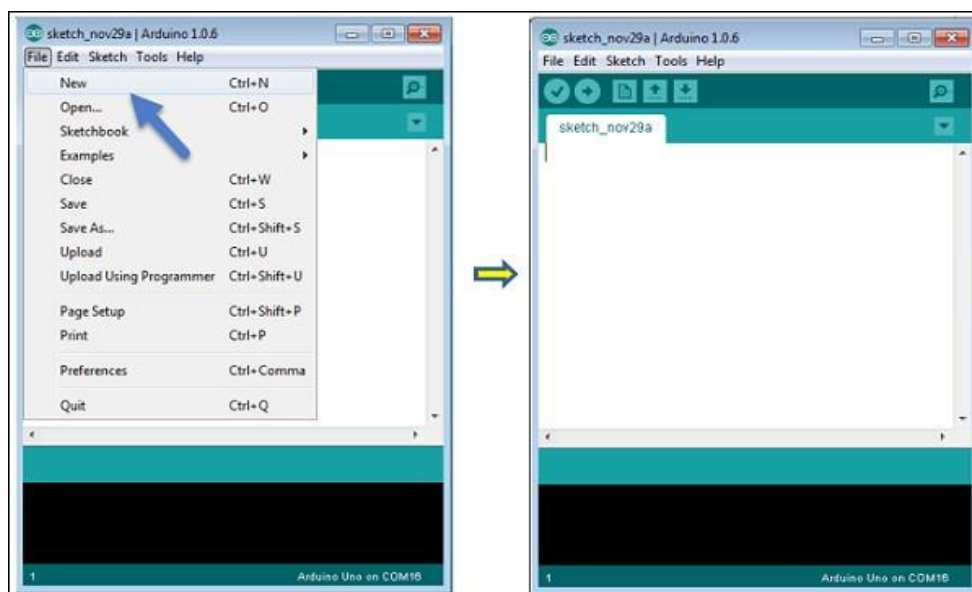 sketch_nov29a | Arduino 1.0.6
File Edit Sketch Tools Help
New Ctrl+N
Open... Ctrl+O
Sketchbook
Examples
Close Ctrl+W
Save Ctrl+S
Save As... Ctrl+Shift+S
Upload Ctrl+U
Upload Using Programmer Ctrl+Shift+U
Page Setup Ctrl+Shift+P
Print Ctrl+P
Preferences Ctrl+Comma
Quit Ctrl+Q
1 Arduino Uno on COM16
sketch_nov29a | Arduino 1.0.6
File Edit Sketch Tools Help
sketch_nov29a
1 Arduino Uno on COM16